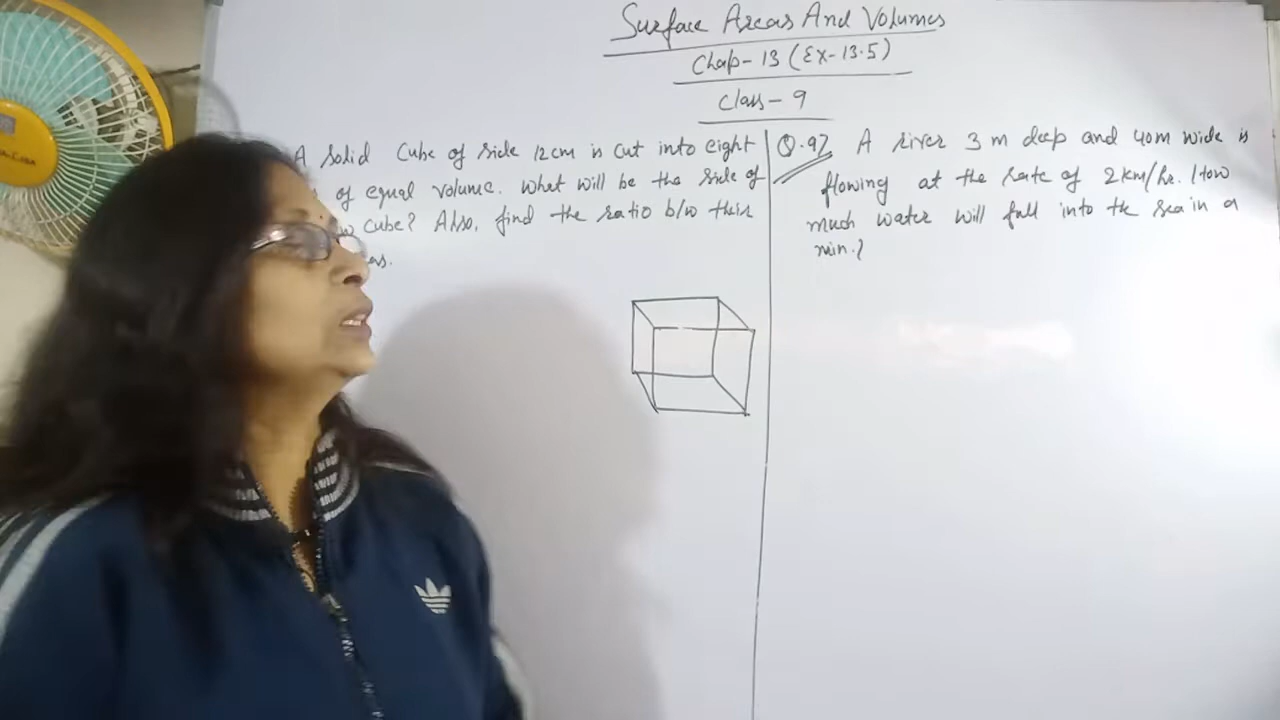 Surface Areas And Volumes
Chap- 13 (Ex- 13.5)
Class- 9
A Solid Cube of side 12cm is cut into eight
of equal volume. What will be the side of
cube? Also, find the ratio b/w their
Q.9) A river 3 m deep and 40m wide is
flowing at the rate of 2km/hr. How
much water will fall into the sea in a
min.?